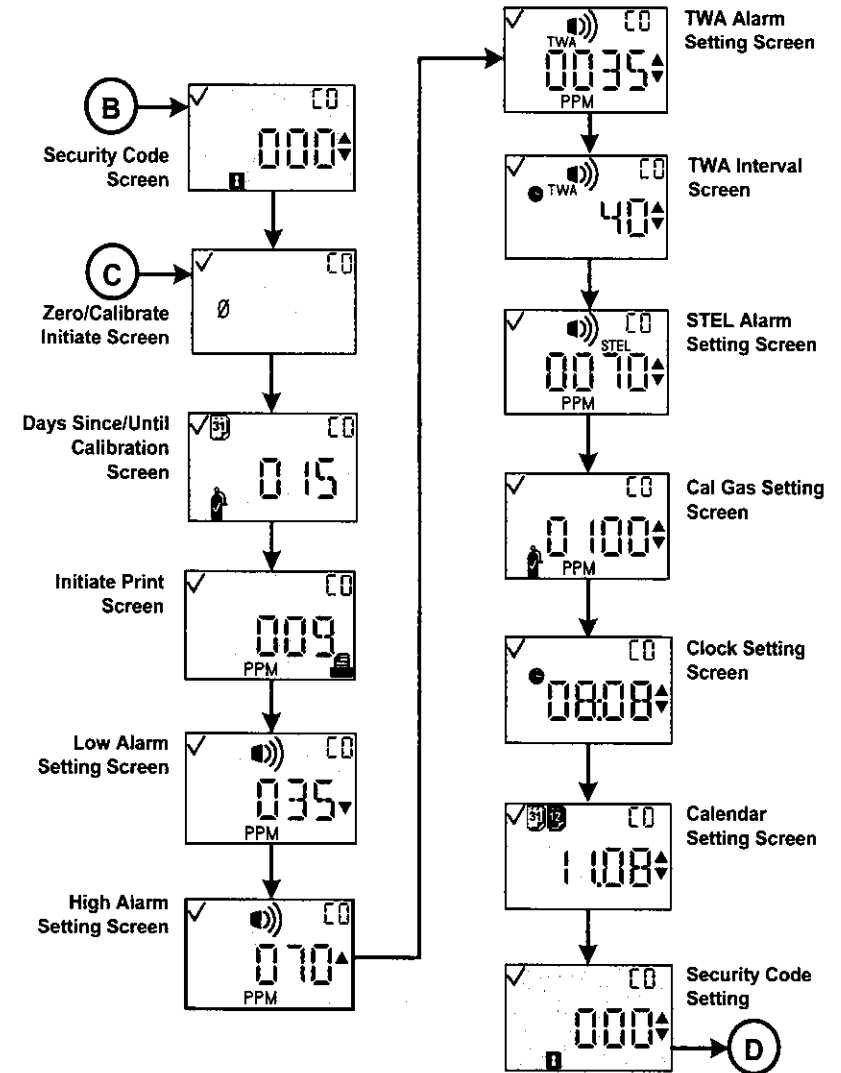 B
CO
000
Security Code
Screen
C
CO
Ø
Zero/Calibrate
Initiate Screen
Days Since/Until
Calibration
Screen
31
CO
015
Initiate Print
Screen
CO
009
PPM
Low Alarm
Setting Screen
CO
035
PPM
High Alarm
Setting Screen
CO
070
PPM
CO
TWA
0035
PPM
TWA Alarm
Setting Screen
CO
TWA
40
TWA Interval
Screen
CO
STEL
0070
PPM
STEL Alarm
Setting Screen
CO
0100
PPM
Cal Gas Setting
Screen
CO
08:08
Clock Setting
Screen
31 12
CO
11.08
Calendar
Setting Screen
CO
000
Security Code
Setting
D